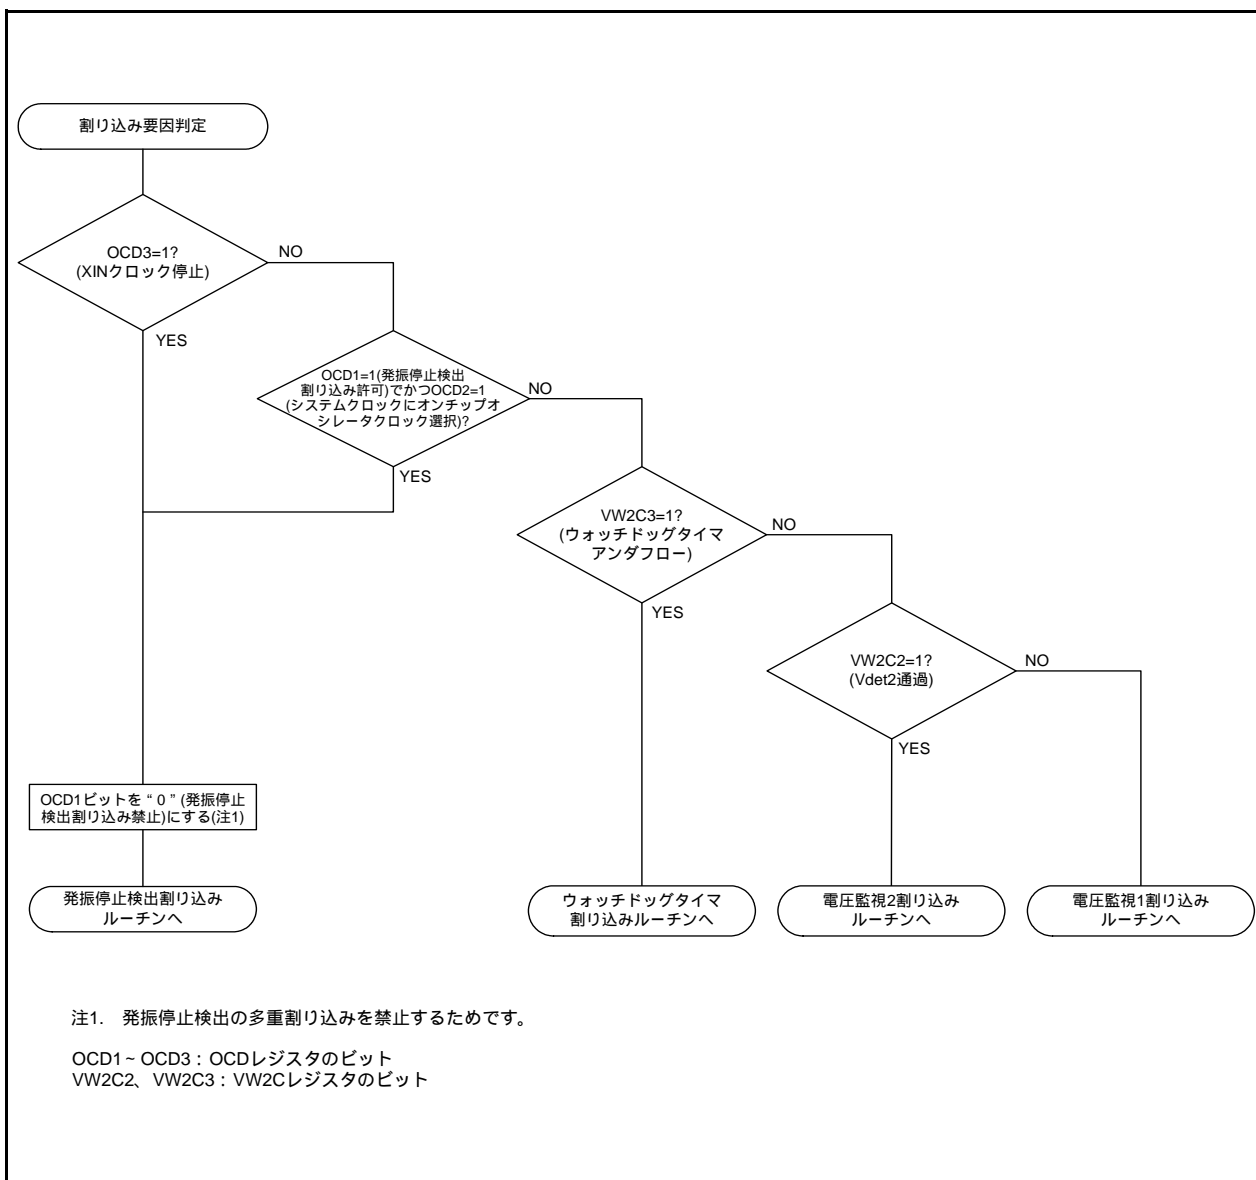 割り込み要因判定
OCD3=1?
(XINクロック停止)
NO
YES
OCD1=1(発振停止検出
割り込み許可)でかつOCD2=1
(システムクロックにオンチップオ
シレータクロック選択)?
NO
YES
VW2C3=1?
(ウォッチドッグタイマ
アンダフロー)
NO
YES
VW2C2=1?
(Vdet2通過)
NO
YES
OCD1ビットを“0”(発振停止
検出割り込み禁止)にする(注1)
発振停止検出割り込み
ルーチンへ
ウォッチドッグタイマ
割り込みルーチンへ
電圧監視2割り込み
ルーチンへ
電圧監視1割り込み
ルーチンへ
注1. 発振停止検出の多重割り込みを禁止するためです。
OCD1~OCD3:OCDレジスタのビット
VW2C2、VW2C3:VW2Cレジスタのビット